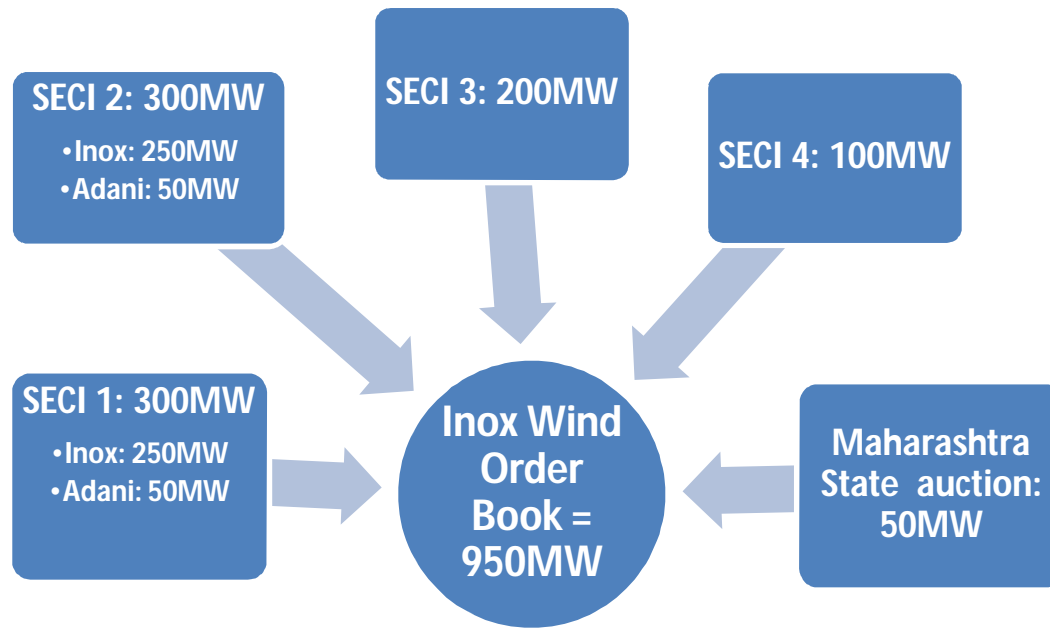 SECI 2: 300MW
•Inox: 250MW
•Adani: 50MW
SECI 3: 200MW
SECI 4: 100MW
SECI 1: 300MW
•Inox: 250MW
•Adani: 50MW
Inox Wind
Order
Book =
950MW
Maharashtra
State auction:
50MW